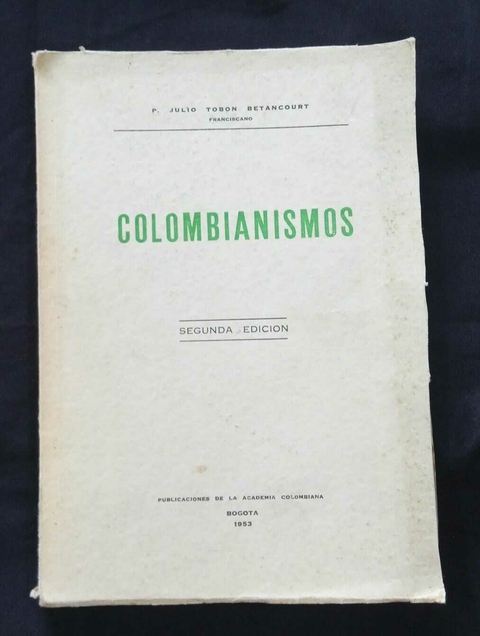 P. JULIO TOBON BETANCOURT
FRANCISCANO
COLOMBIANISMOS
SEGUNDA EDICION
PUBLICACIONES DE LA ACADEMIA COLOMBIANA
BOGOTA
1953